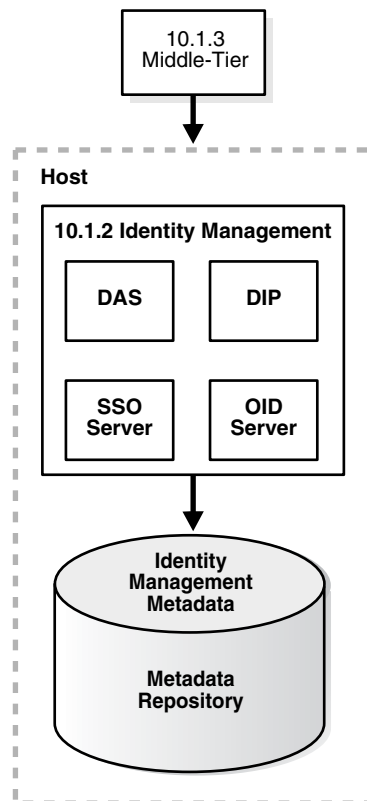 10.1.3
Middle-Tier
Host
10.1.2 Identity Management
DAS
DIP
SSO
Server
OID
Server
Identity
Management
Metadata
Metadata
Repository